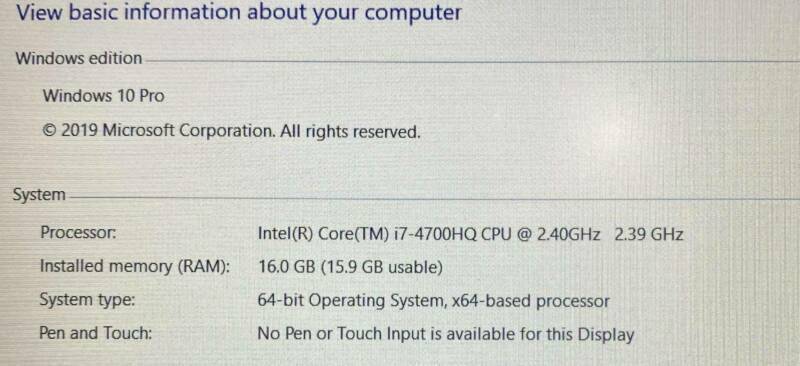 View basic information about your computer
Windows edition
Windows 10 Pro
© 2019 Microsoft Corporation. All rights reserved.
System
Processor: Intel(R) Core(TM) i7-4700HQ CPU @ 2.40GHz 2.39 GHz
Installed memory (RAM): 16.0 GB (15.9 GB usable)
System type: 64-bit Operating System, x64-based processor
Pen and Touch: No Pen or Touch Input is available for this Display